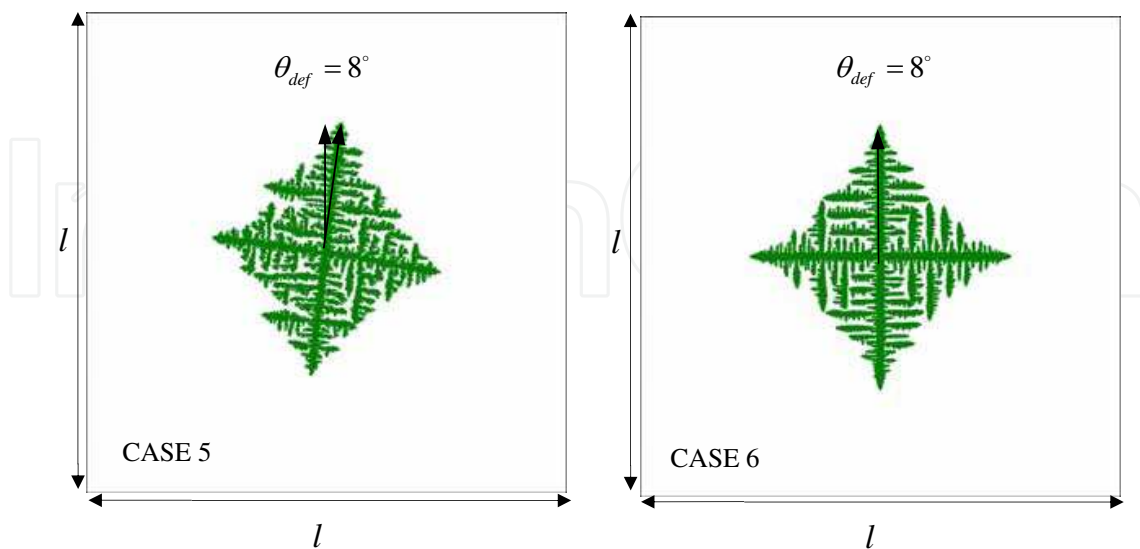 θ_def = 8°
θ_def = 8°
l
l
CASE 5
CASE 6
l
l